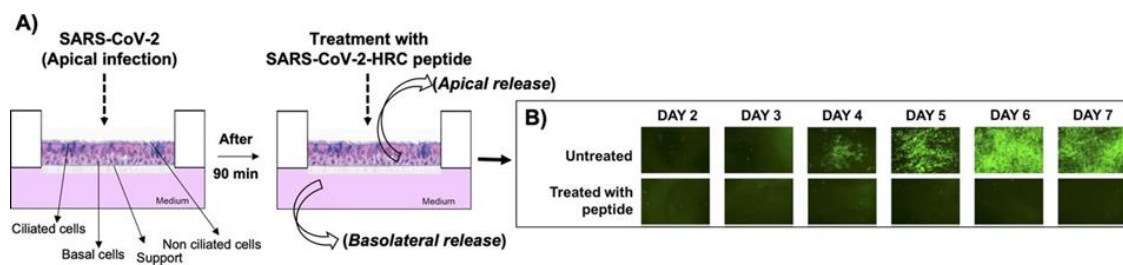 A)
SARS-CoV-2
(Apical infection)
Treatment with
SARS-CoV-2-HRC peptide
(Apical release)
After
90 min
Medium
Medium
Ciliated cells
Basal cells
Support
Non ciliated cells
(Basolateral release)
B)
DAY 2 DAY 3 DAY 4 DAY 5 DAY 6 DAY 7
Untreated
Treated with
peptide